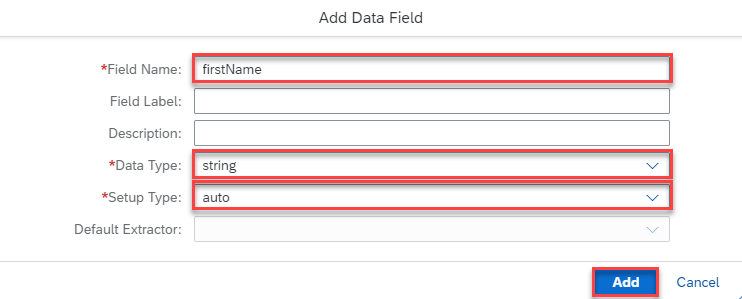 Add Data Field
*Field Name: firstName
Field Label:
Description:
*Data Type: string
*Setup Type: auto
Default Extractor:
Add Cancel